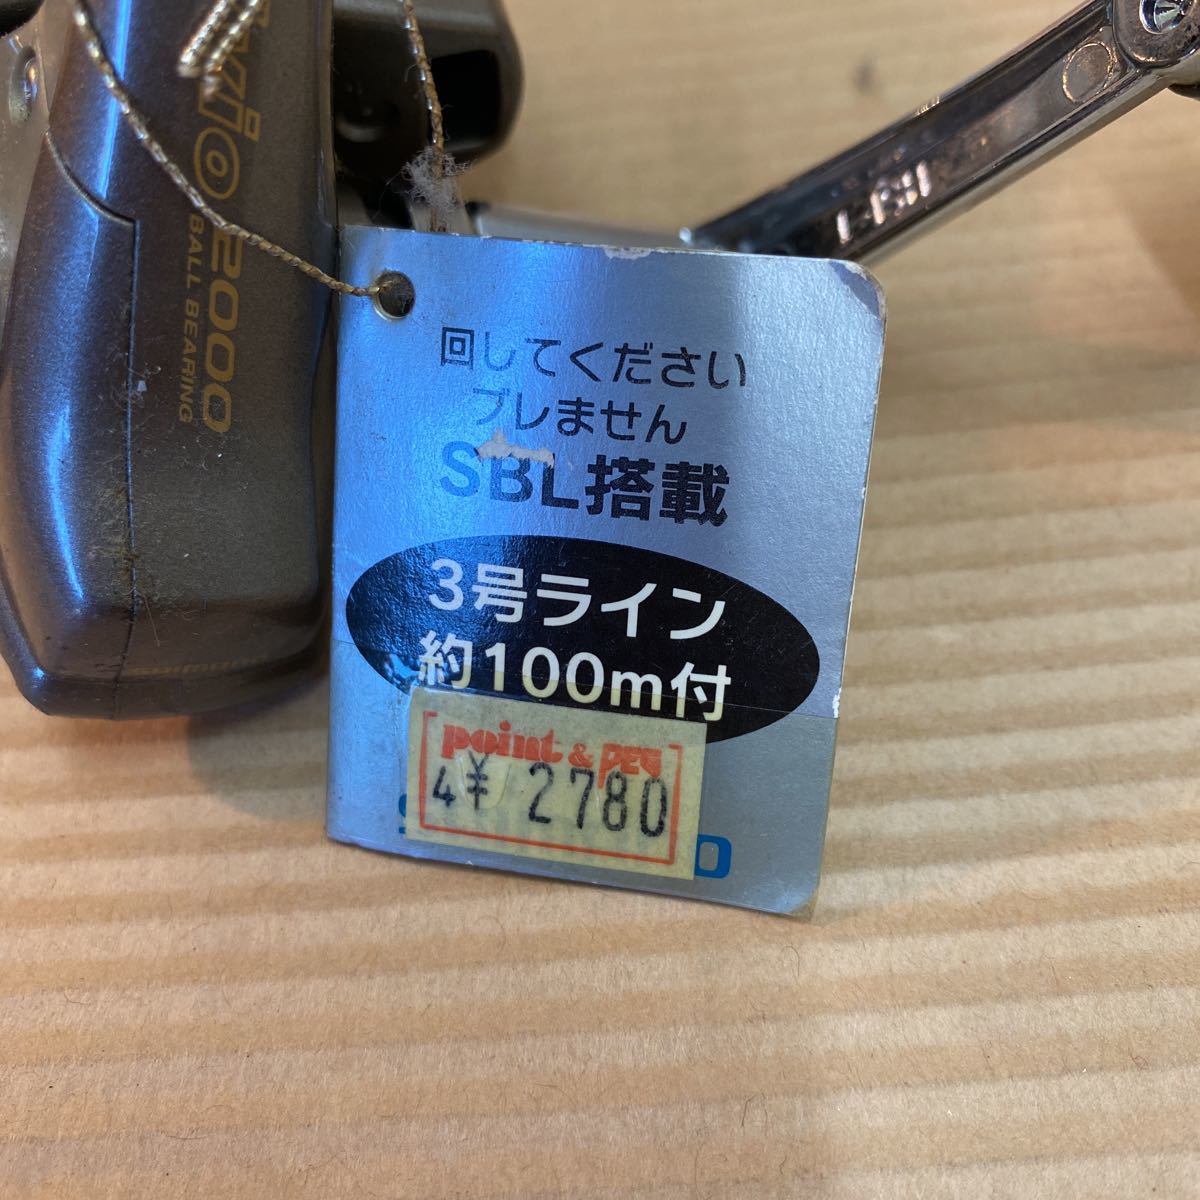 2000
BALL BEARING
回してください
ブレません
SBL搭載
3号ライン
約100m付
point & PEG
4¥ 2780